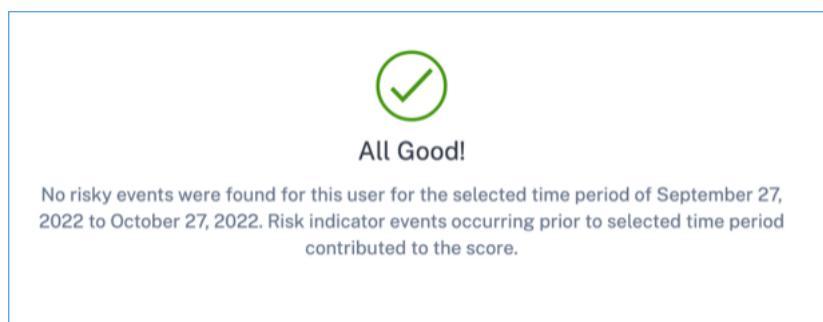 All Good!
No risky events were found for this user for the selected time period of September 27,
2022 to October 27, 2022. Risk indicator events occurring prior to selected time period
contributed to the score.